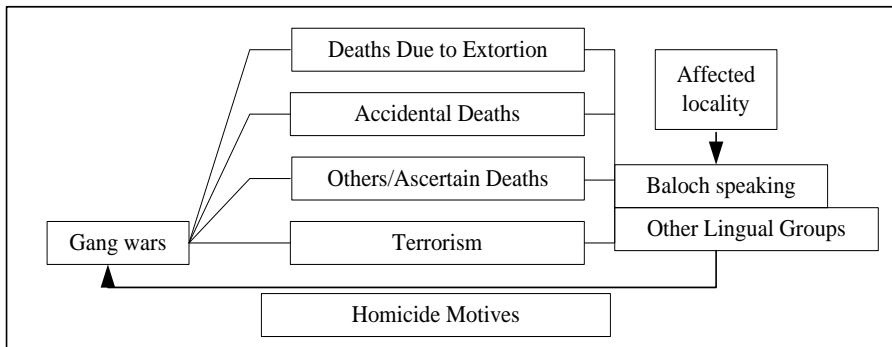 Deaths Due to Extortion
Affected
locality
Accidental Deaths
Others/Ascertain Deaths
Baloch speaking
Other Lingual Groups
Gang wars
Terrorism
Homicide Motives